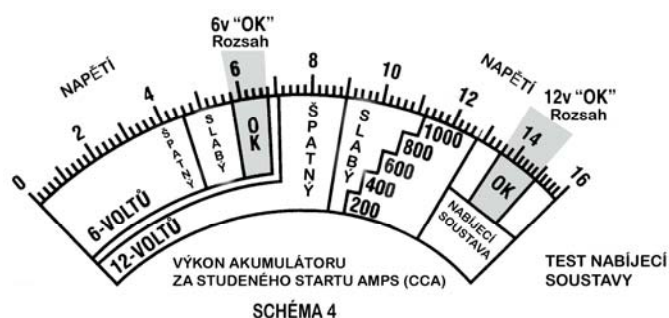 6v “OK”
Rozsah
NAPĚTÍ
NAPĚTÍ
12v “OK”
Rozsah
0 2 4 6 8 10 12 14 16
ŠPATNÝ
SLABÝ
OK
ŠPATNÝ
SLABÝ
1000
800
600
400
200
OK
NABÍJECÍ
SOUSTAVA
6-VOLTŮ
12-VOLTŮ
VÝKON AKUMULÁTORU
ZA STUDENÉHO STARTU AMPS (CCA)
TEST NABÍJECÍ
SOUSTAVY
SCHÉMA 4